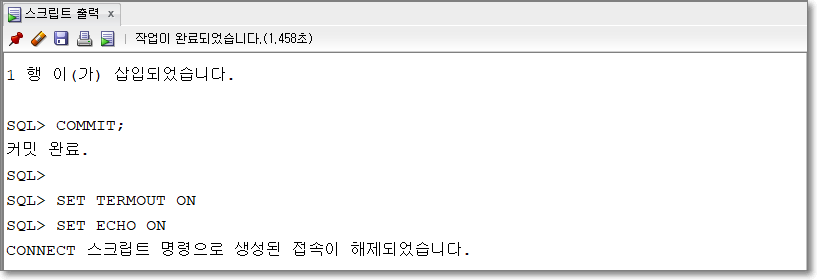 스크립트 출력 x
작업이 완료되었습니다.(1.458초)
1 행 이(가) 삽입되었습니다.
SQL> COMMIT;
커밋 완료.
SQL>
SQL> SET TERMOUT ON
SQL> SET ECHO ON
CONNECT 스크립트 명령으로 생성된 접속이 해제되었습니다.